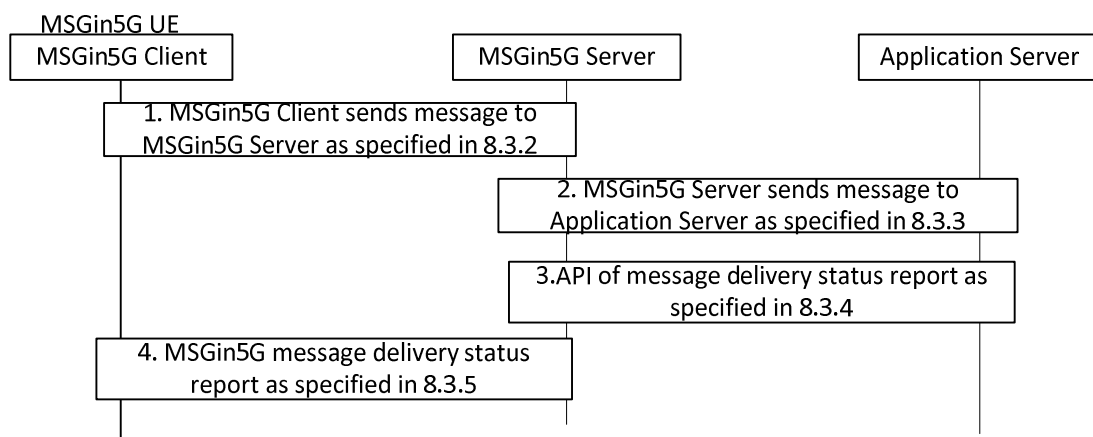 MSGin5G UE
MSGin5G Client
MSGin5G Server
Application Server
1. MSGin5G Client sends message to
MSGin5G Server as specified in 8.3.2
2. MSGin5G Server sends message to
Application Server as specified in 8.3.3
3.API of message delivery status report as
specified in 8.3.4
4. MSGin5G message delivery status
report as specified in 8.3.5